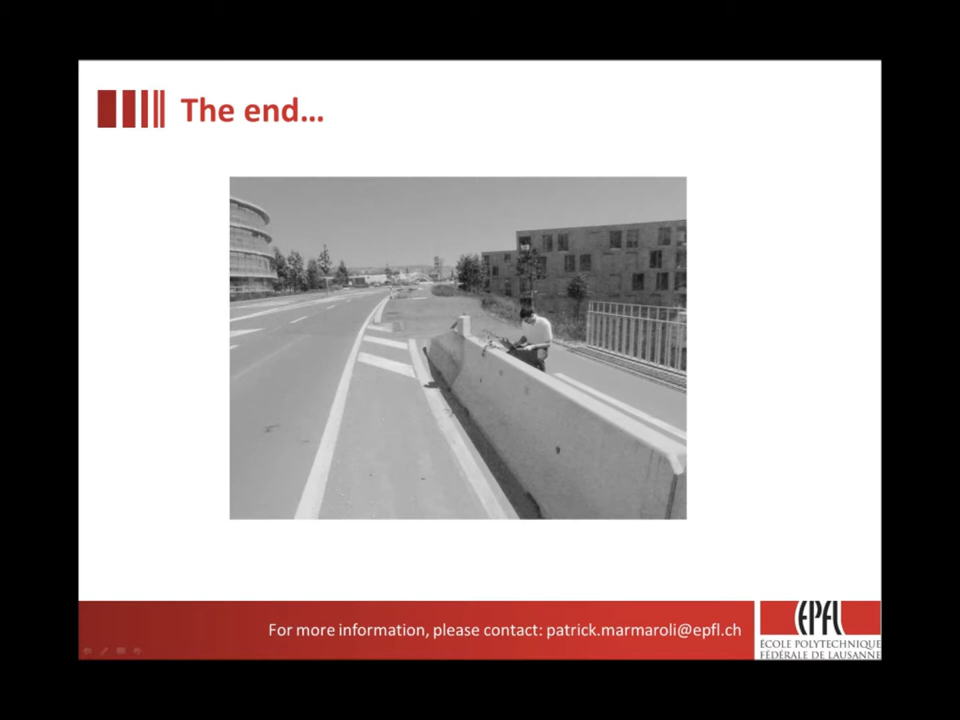 The end...
For more information, please contact: patrick.marmaroli@epfl.ch
EPFL
ÉCOLE POLYTECHNIQUE
FÉDÉRALE DE LAUSANNE